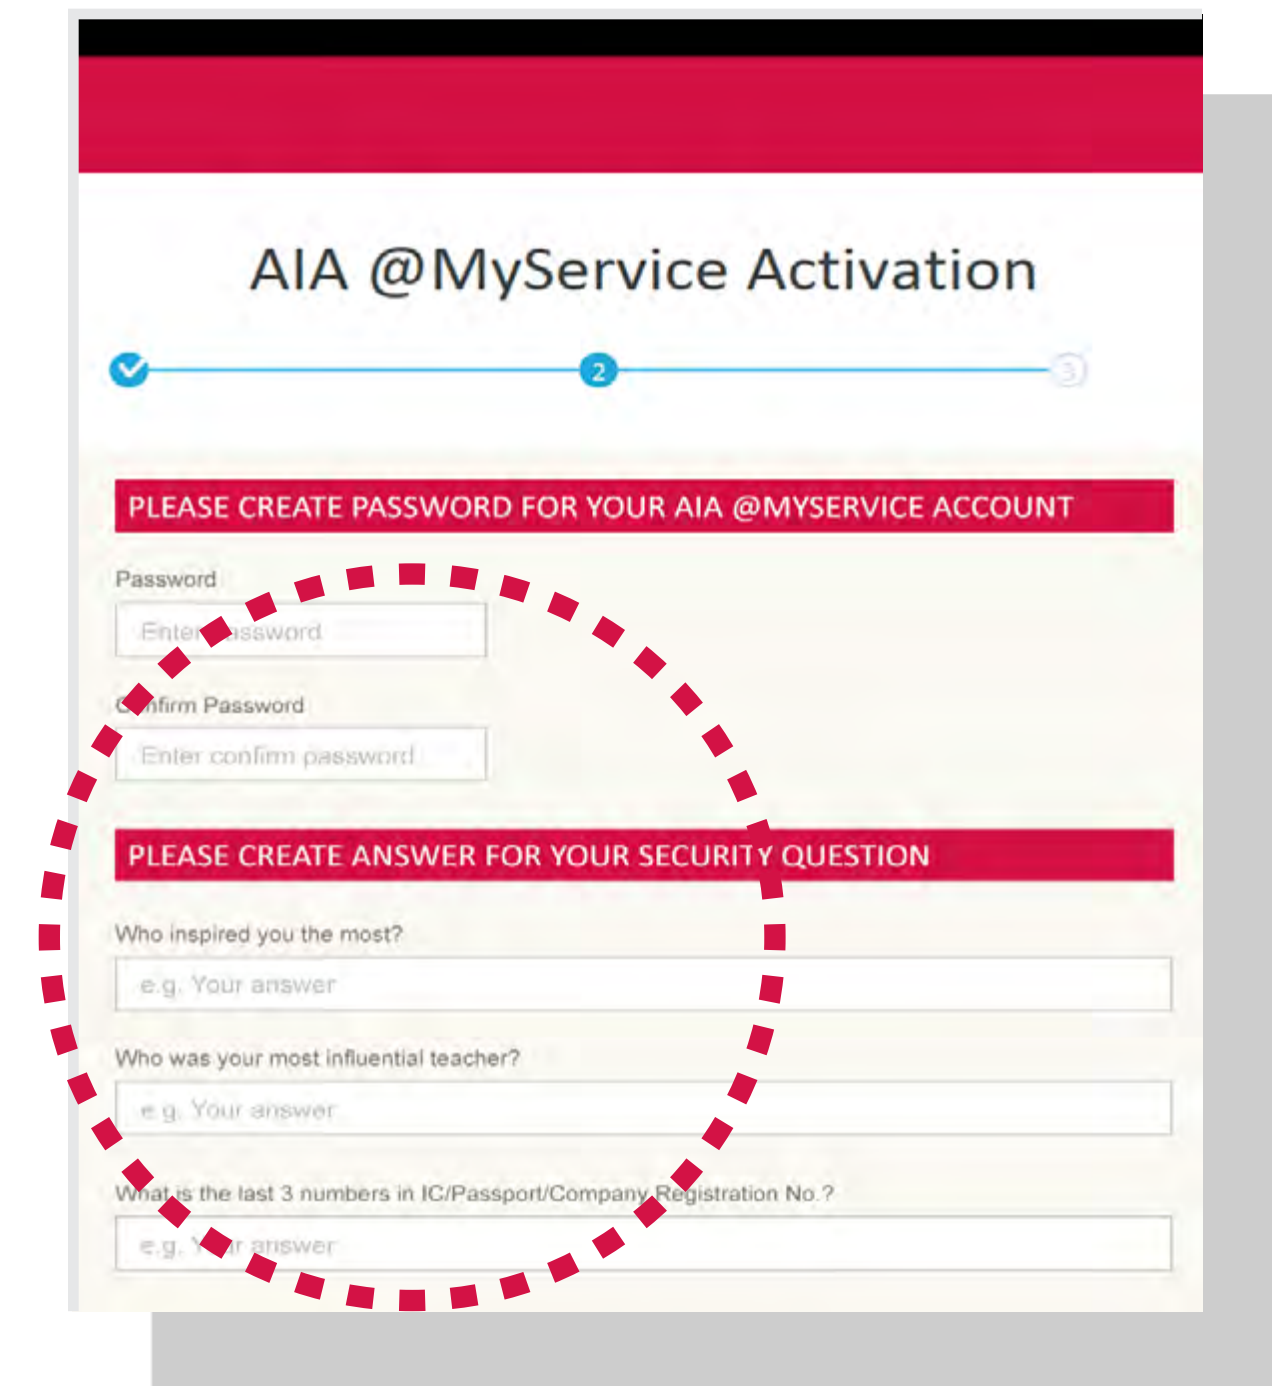 AIA @MyService Activation
2
3
PLEASE CREATE PASSWORD FOR YOUR AIA @MYSERVICE ACCOUNT
Password
Enter password
Confirm Password
Enter confirm password
PLEASE CREATE ANSWER FOR YOUR SECURITY QUESTION
Who inspired you the most?
e.g. Your answer
Who was your most influential teacher?
e.g. Your answer
What is the last 3 numbers in IC/Passport/Company Registration No.?
e.g. Your answer